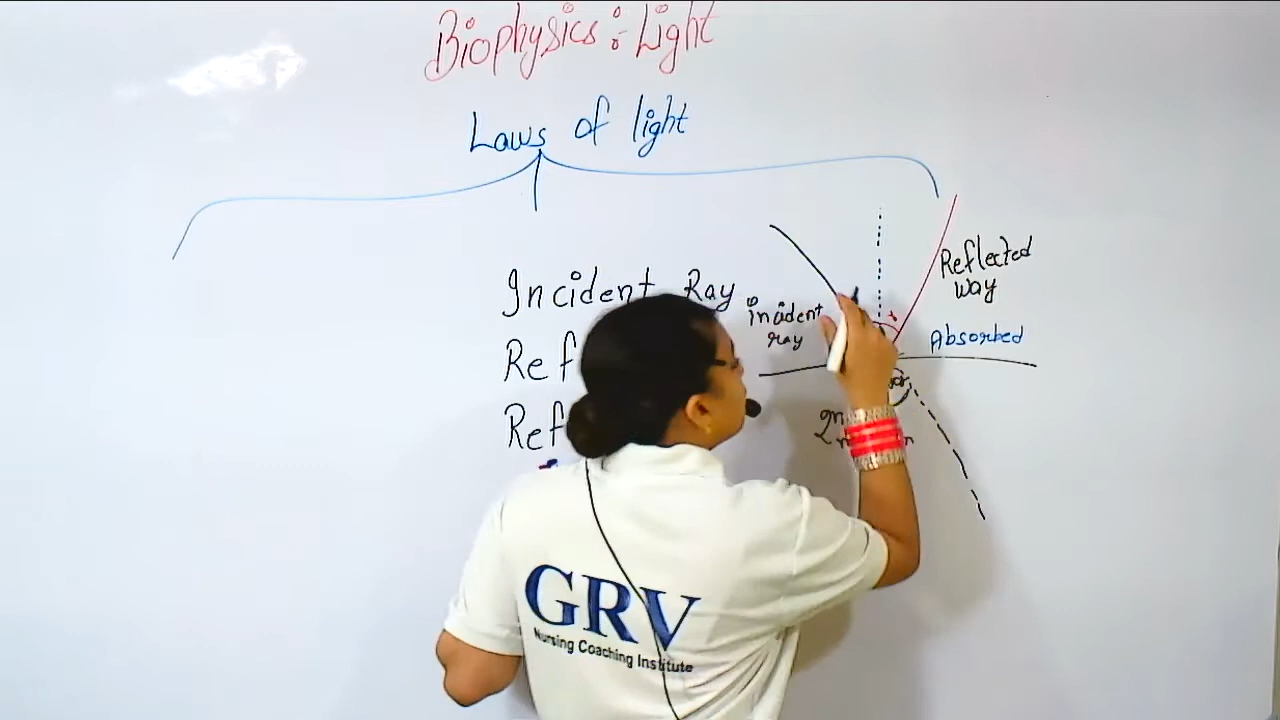 Biophysics : Light
Laws of light
Incident Ray
Ref
Ref
incident
ray
Reflected
way
Absorbed
GRV
Nursing Coaching Institute